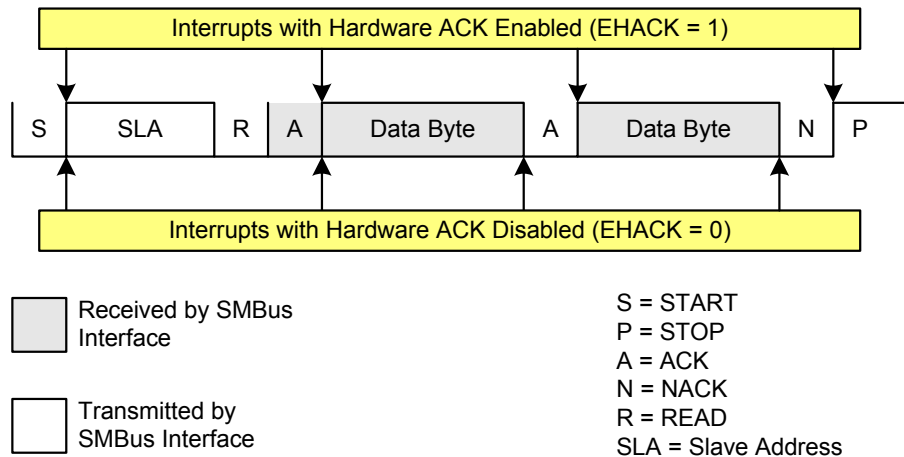 Interrupts with Hardware ACK Enabled (EHACK = 1)
S SLA R A Data Byte A Data Byte N P
Interrupts with Hardware ACK Disabled (EHACK = 0)
Received by SMBus
Interface
Transmitted by
SMBus Interface
S = START
P = STOP
A = ACK
N = NACK
R = READ
SLA = Slave Address